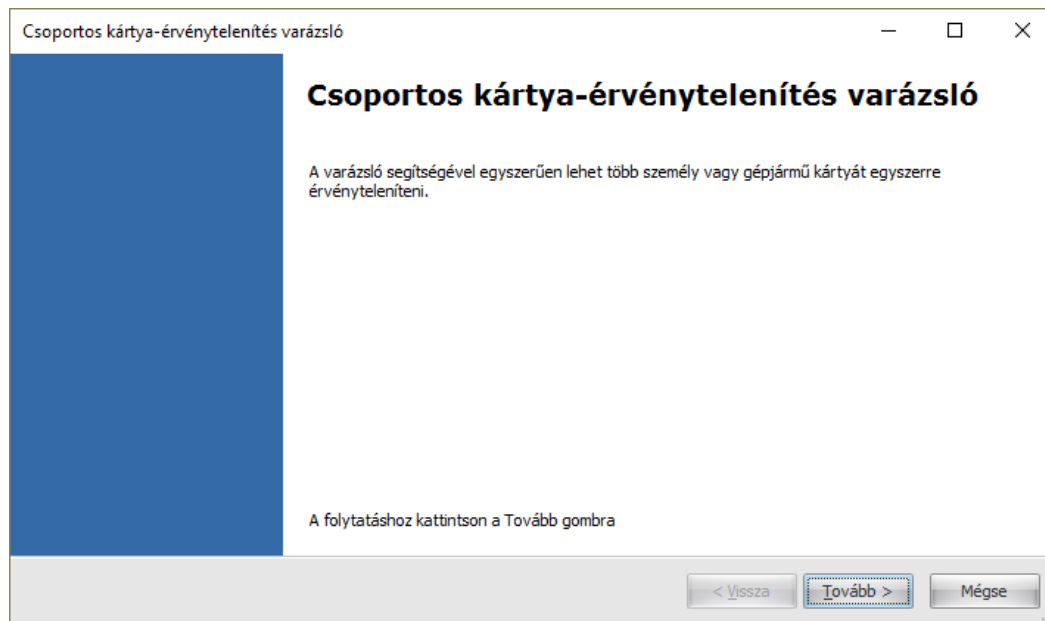 Csoportos kártya-érvénytelenítés varázsló
Csoportos kártya-érvénytelenítés varázsló
A varázsló segítségével egyszerűen lehet több személy vagy gépjármű kártyát egyszerre
érvényteleníteni.
A folytatáshoz kattintson a Tovább gombra
< Vissza
Tovább >
Mégse